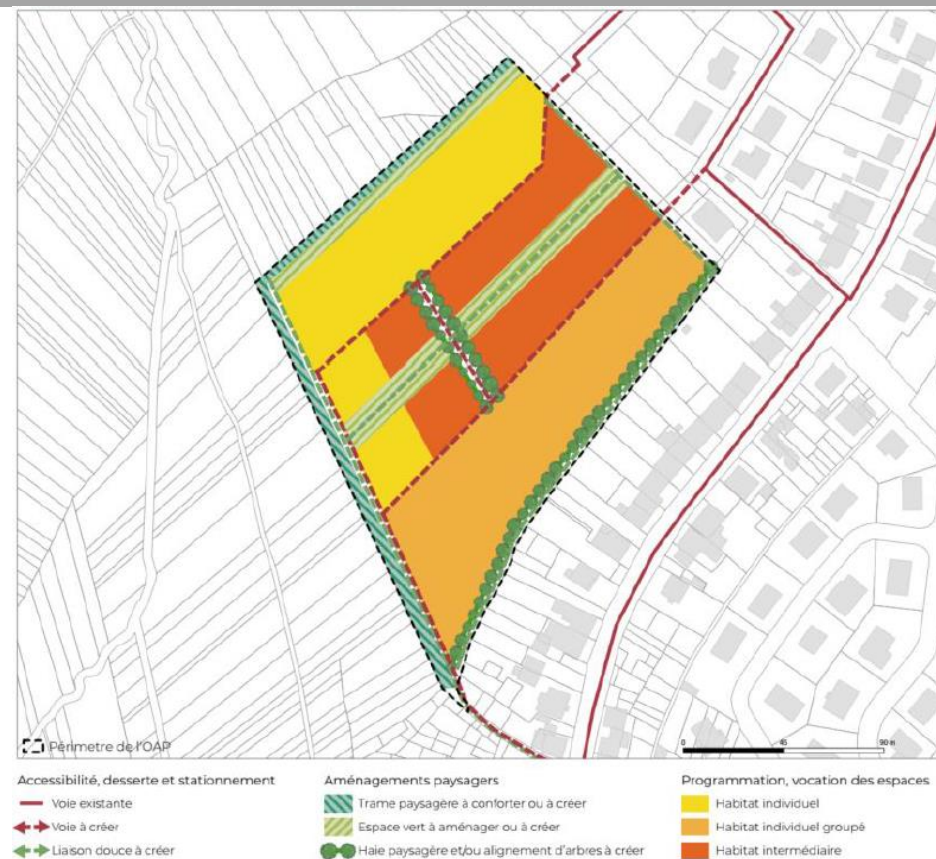 Périmetre de l'OAP
0 45 90 m
Accessibilité, desserte et stationnement
Voie existante
Voie à créer
Liaison douce à créer
Aménagements paysagers
Trame paysagère à conforter ou à créer
Espace vert à aménager ou à créer
Haie paysagère et/ou alignement d'arbres à créer
Programmation, vocation des espaces
Habitat individuel
Habitat individuel groupé
Habitat intermédiaire